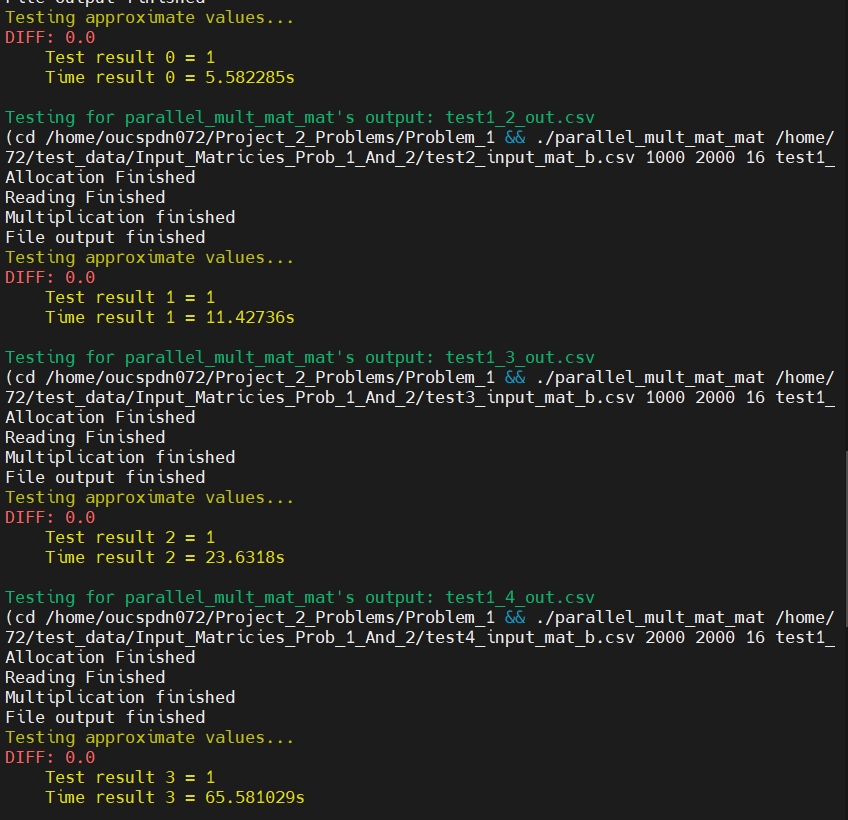 File output finished
Testing approximate values...
DIFF: 0.0
Test result 0 = 1
Time result 0 = 5.582285s
Testing for parallel_mult_mat_mat's output: test1_2_out.csv
(cd /home/oucspdn072/Project_2_Problems/Problem_1 && ./parallel_mult_mat_mat /home/
72/test_data/Input_Matricies_Prob_1_And_2/test2_input_mat_b.csv 1000 2000 16 test1_
Allocation Finished
Reading Finished
Multiplication finished
File output finished
Testing approximate values...
DIFF: 0.0
Test result 1 = 1
Time result 1 = 11.42736s
Testing for parallel_mult_mat_mat's output: test1_3_out.csv
(cd /home/oucspdn072/Project_2_Problems/Problem_1 && ./parallel_mult_mat_mat /home/
72/test_data/Input_Matricies_Prob_1_And_2/test3_input_mat_b.csv 1000 2000 16 test1_
Allocation Finished
Reading Finished
Multiplication finished
File output finished
Testing approximate values...
DIFF: 0.0
Test result 2 = 1
Time result 2 = 23.6318s
Testing for parallel_mult_mat_mat's output: test1_4_out.csv
(cd /home/oucspdn072/Project_2_Problems/Problem_1 && ./parallel_mult_mat_mat /home/
72/test_data/Input_Matricies_Prob_1_And_2/test4_input_mat_b.csv 2000 2000 16 test1_
Allocation Finished
Reading Finished
Multiplication finished
File output finished
Testing approximate values...
DIFF: 0.0
Test result 3 = 1
Time result 3 = 65.581029s